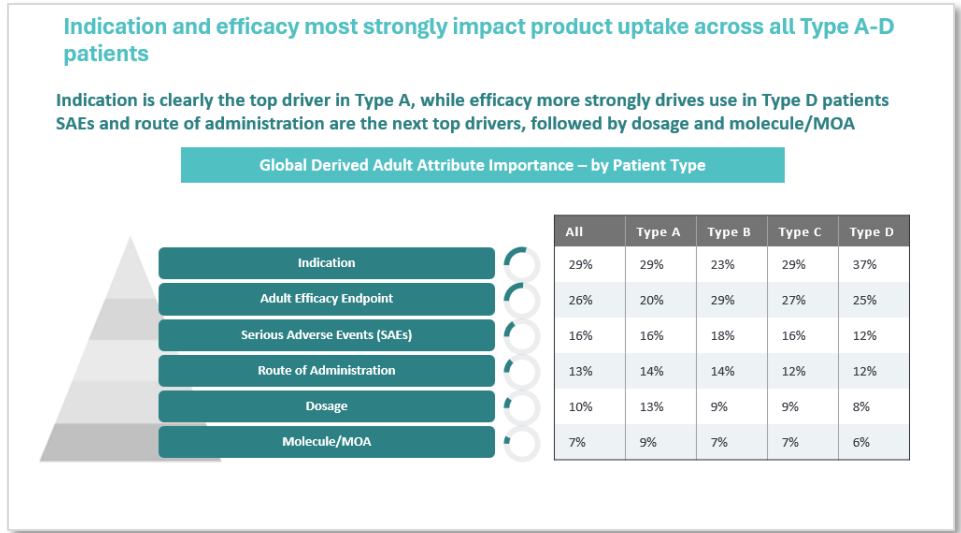 Indication and efficacy most strongly impact product uptake across all Type A-D
patients
Indication is clearly the top driver in Type A, while efficacy more strongly drives use in Type D patients
SAEs and route of administration are the next top drivers, followed by dosage and molecule/MOA
Global Derived Adult Attribute Importance – by Patient Type
All Type A Type B Type C Type D
Indication 29% 29% 23% 29% 37%
Adult Efficacy Endpoint 26% 20% 29% 27% 25%
Serious Adverse Events (SAEs) 16% 16% 18% 16% 12%
Route of Administration 13% 14% 14% 12% 12%
Dosage 10% 13% 9% 9% 8%
Molecule/MOA 7% 9% 7% 7% 6%